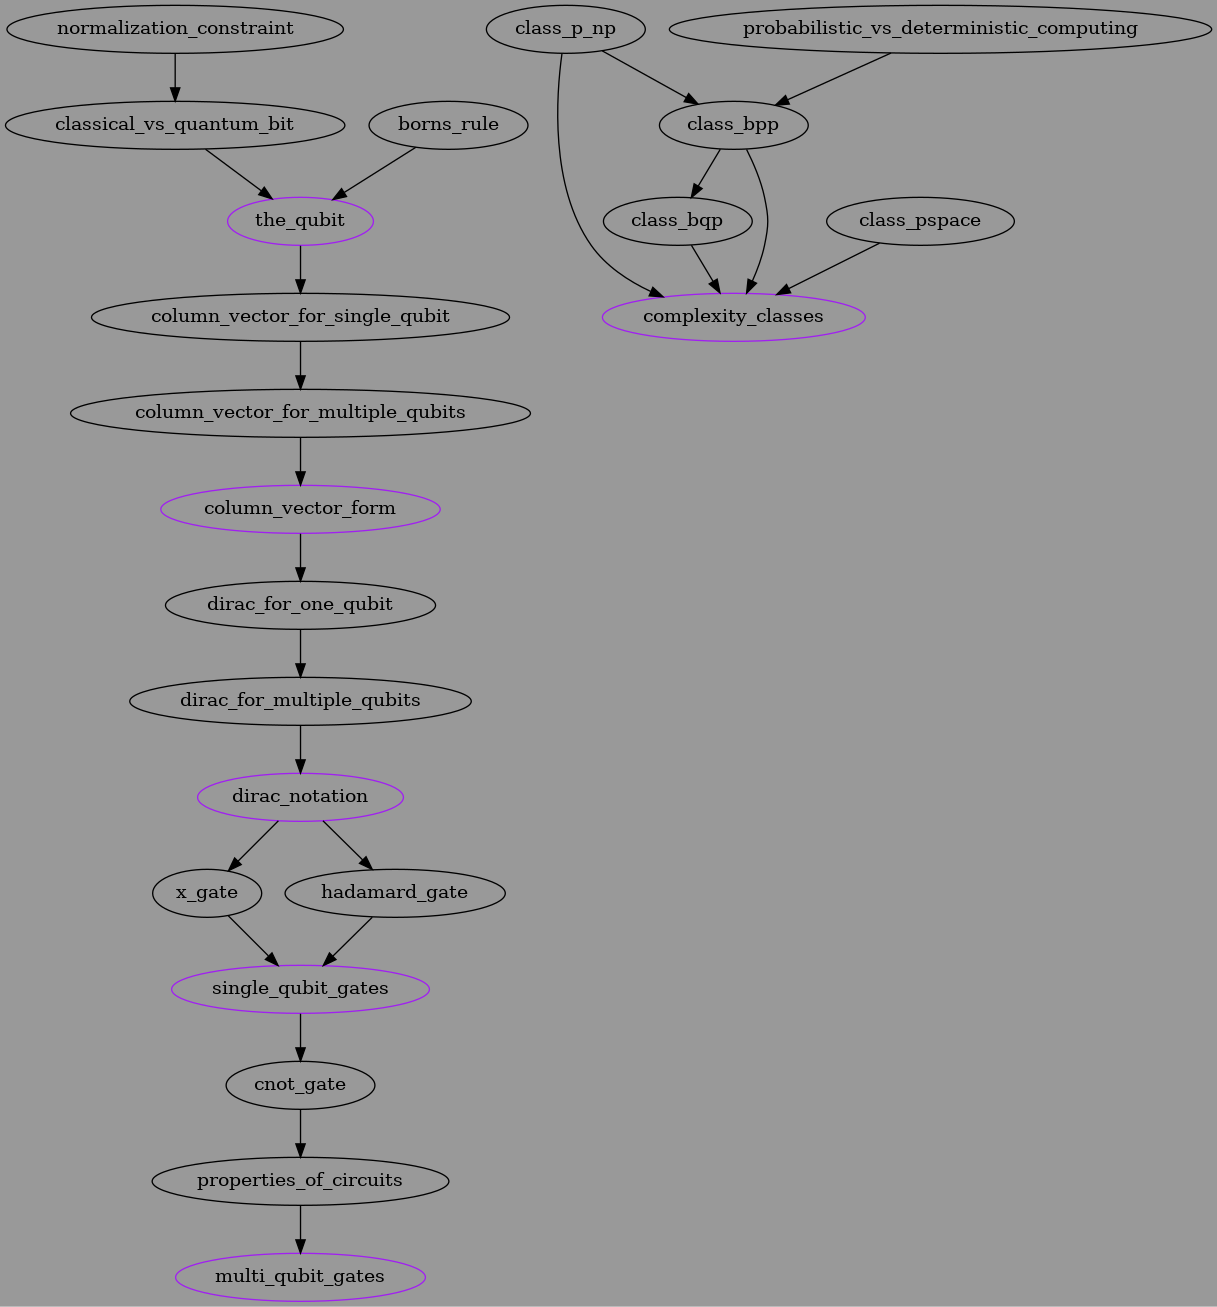 normalization_constraint
class_p_np
probabilistic_vs_deterministic_computing
classical_vs_quantum_bit
borns_rule
class_bpp
the_qubit
class_bqp
class_pspace
column_vector_for_single_qubit
complexity_classes
column_vector_for_multiple_qubits
column_vector_form
dirac_for_one_qubit
dirac_for_multiple_qubits
dirac_notation
x_gate
hadamard_gate
single_qubit_gates
cnot_gate
properties_of_circuits
multi_qubit_gates